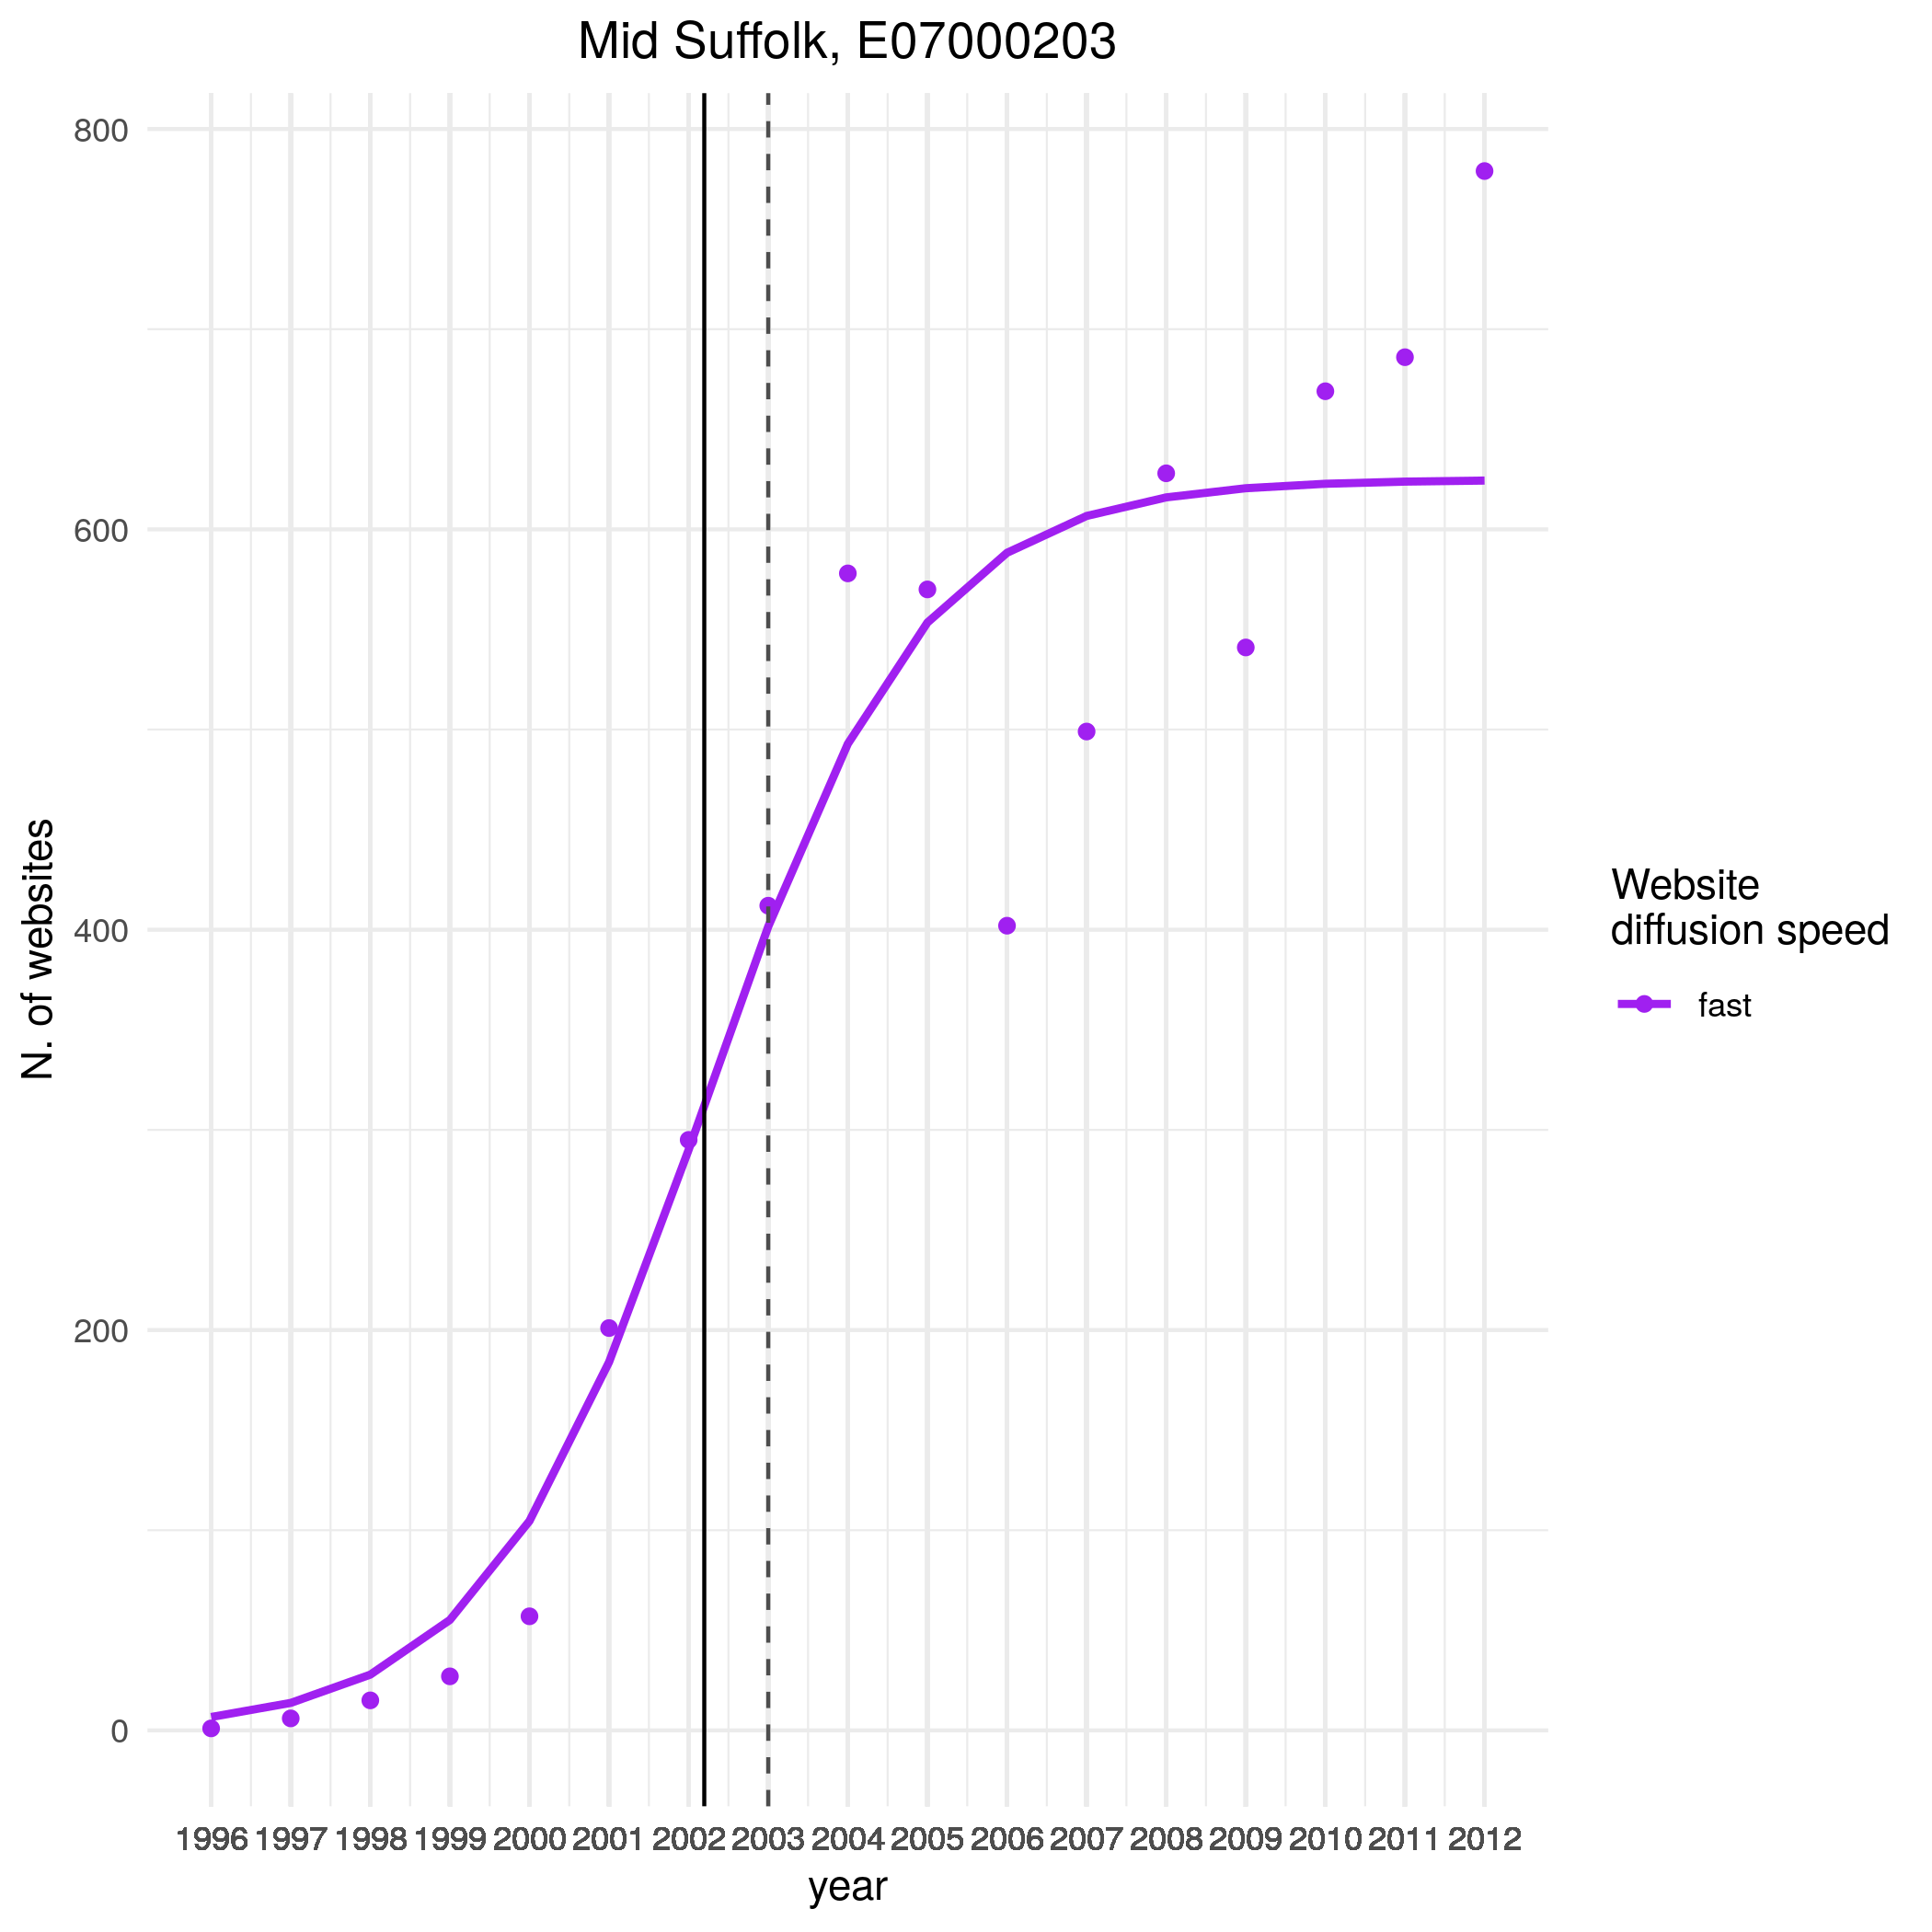 Mid Suffolk, E07000203
800
600
400
200
0
N. of websites
1996 1997 1998 1999 2000 2001 2002 2003 2004 2005 2006 2007 2008 2009 2010 2011 2012
year
Website
diffusion speed
fast